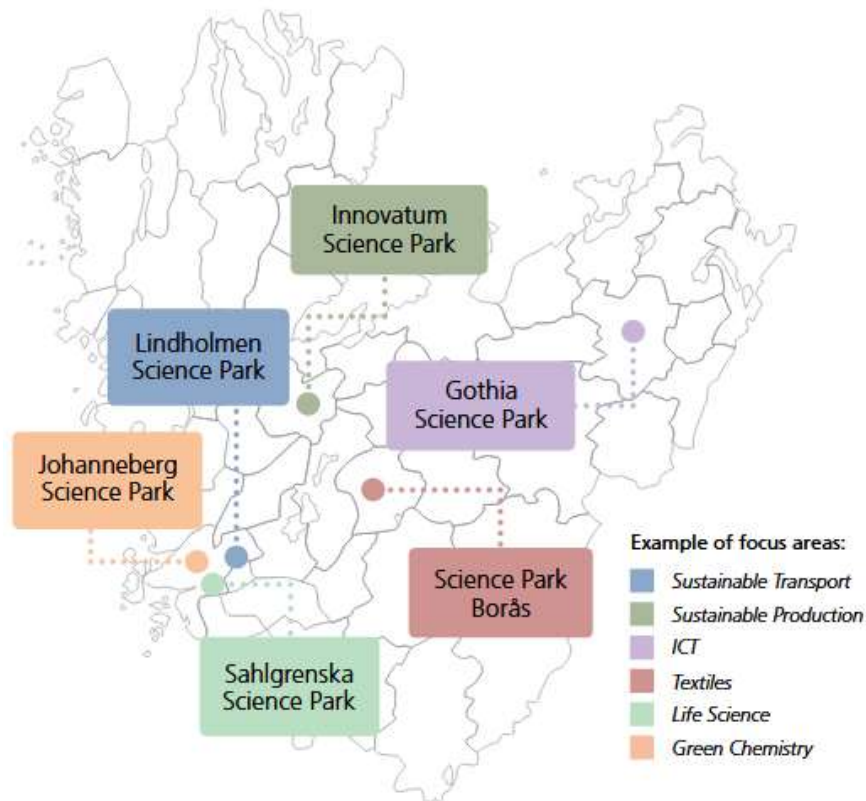 Innovatum
Science Park
Lindholmen
Science Park
Gothia
Science Park
Johanneberg
Science Park
Science Park
Borås
Sahlgrenska
Science Park
Example of focus areas:
Sustainable Transport
Sustainable Production
ICT
Textiles
Life Science
Green Chemistry